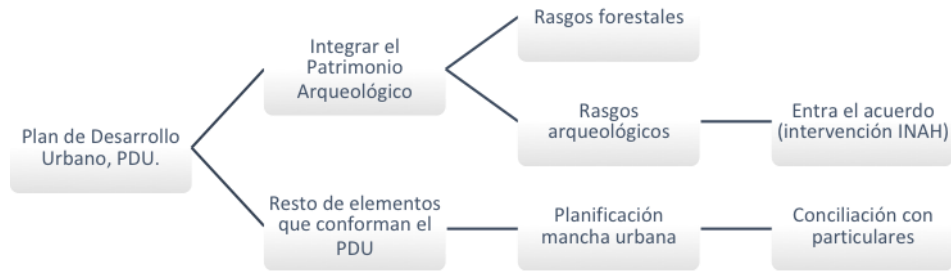 Plan de Desarrollo
Urbano, PDU.
Integrar el
Patrimonio
Arqueológico
Rasgos forestales
Rasgos
arqueológicos
Entra el acuerdo
(intervención INAH)
Resto de elementos
que conforman el
PDU
Planificación
mancha urbana
Conciliación con
particulares